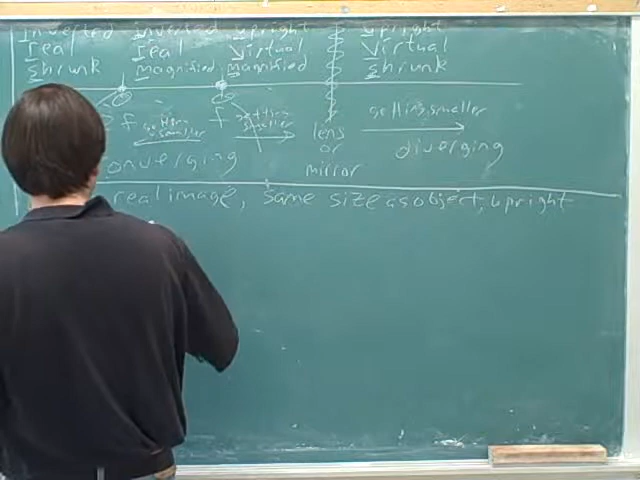 inverted inverted upright upright
real real virtual virtual
shrunk magnified magnified shrunk
f getting smaller f getting smaller lens or mirror getting smaller
converging diverging
real image, same size as object, upright